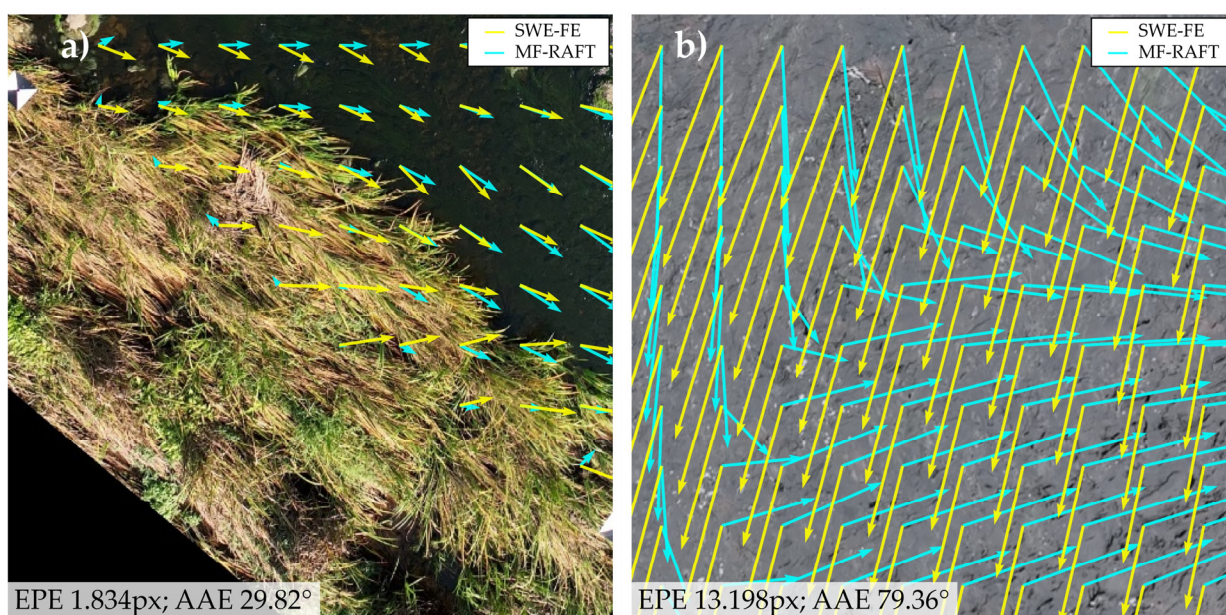 a)
SWE-FE
MF-RAFT
EPE 1.834px; AAE 29.82°
b)
SWE-FE
MF-RAFT
EPE 13.198px; AAE 79.36°